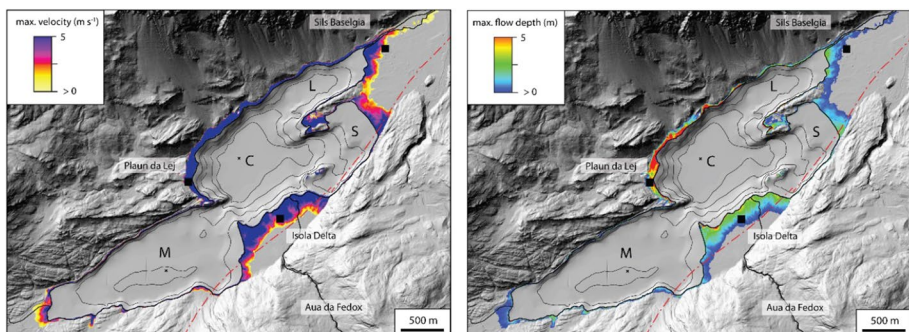 max. velocity (m s⁻¹)
5
> 0
Sils Baselgia
L
S
C
Plaun da Lej
Isola Delta
M
Aua da Fedox
500 m
max. flow depth (m)
5
> 0
Sils Baselgia
L
S
C
Plaun da Lej
Isola Delta
M
Aua da Fedox
500 m